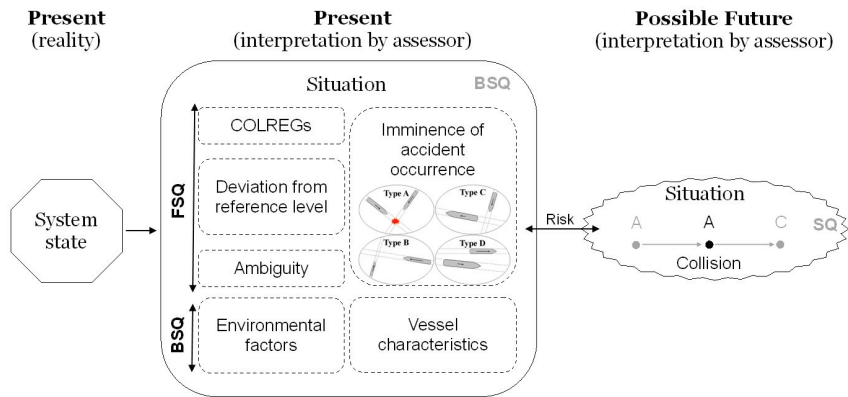 Present
(reality)
Present
(interpretation by assessor)
Possible Future
(interpretation by assessor)
Situation
BSQ
FSQ
COLREGs
Deviation from
reference level
Ambiguity
Imminence of
accident
occurrence
Type A
Type C
Type B
Type D
BSQ
Environmental
factors
Vessel
characteristics
System
state
Risk
Situation
A
A
C
SQ
Collision